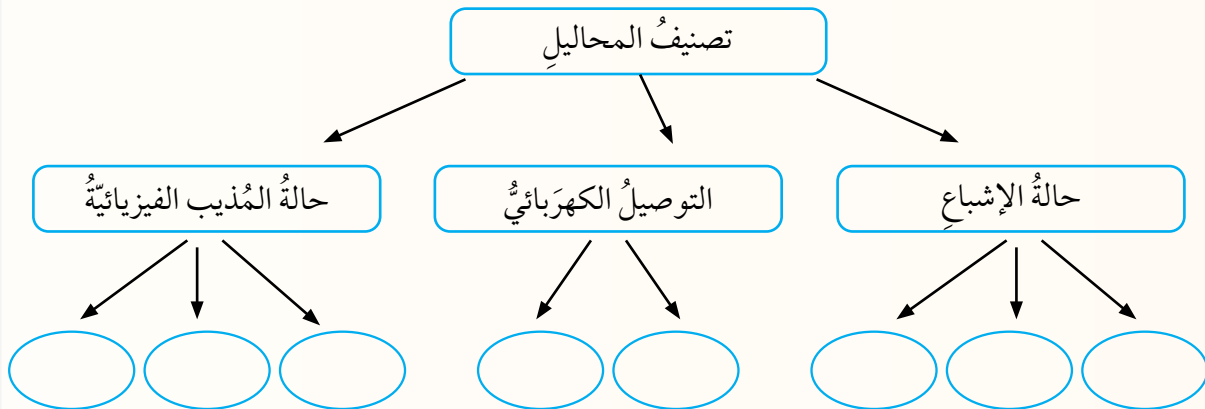 تصنيفُ المحاليلِ
حالةُ الإشباعِ
التوصيلُ الكهرَبائيُّ
حالةُ المُذيب الفيزيائيّةُ